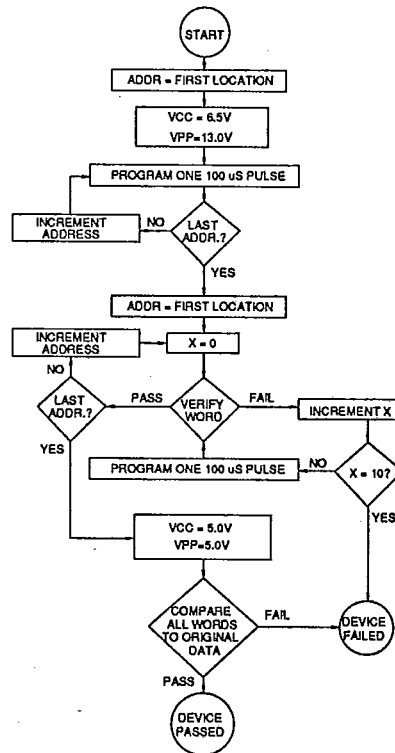 START
ADDR = FIRST LOCATION
VCC = 6.5V
VPP=13.0V
PROGRAM ONE 100 uS PULSE
INCREMENT
ADDRESS
NO
LAST
ADDR.?
YES
ADDR = FIRST LOCATION
INCREMENT
ADDRESS
X = 0
NO
LAST
ADDR.?
PASS
VERIFY
WORD
FAIL
INCREMENT X
YES
PROGRAM ONE 100 uS PULSE
NO
X = 10?
YES
VCC = 5.0V
VPP=5.0V
COMPARE
ALL WORDS
TO ORIGINAL
DATA
FAIL
DEVICE
FAILED
PASS
DEVICE
PASSED